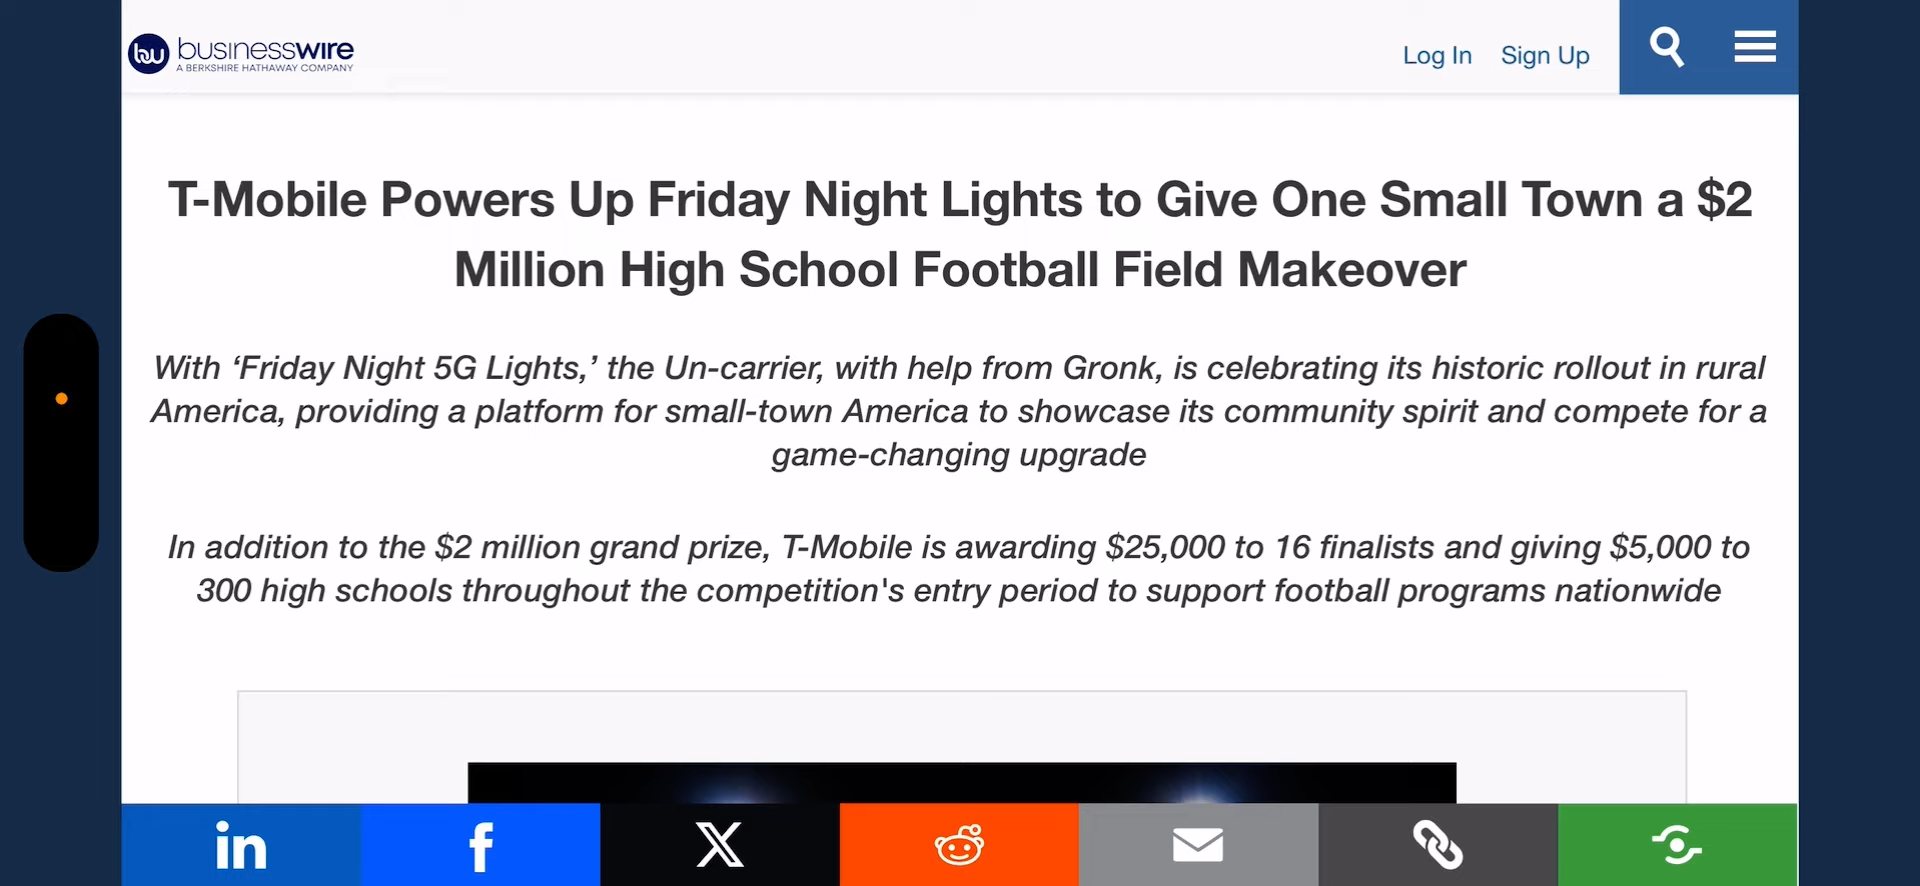 bw businesswire
A BERKSHIRE HATHAWAY COMPANY
Log In Sign Up
T-Mobile Powers Up Friday Night Lights to Give One Small Town a $2
Million High School Football Field Makeover
With ‘Friday Night 5G Lights,’ the Un-carrier, with help from Gronk, is celebrating its historic rollout in rural
America, providing a platform for small-town America to showcase its community spirit and compete for a
game-changing upgrade
In addition to the $2 million grand prize, T-Mobile is awarding $25,000 to 16 finalists and giving $5,000 to
300 high schools throughout the competition's entry period to support football programs nationwide
in f X